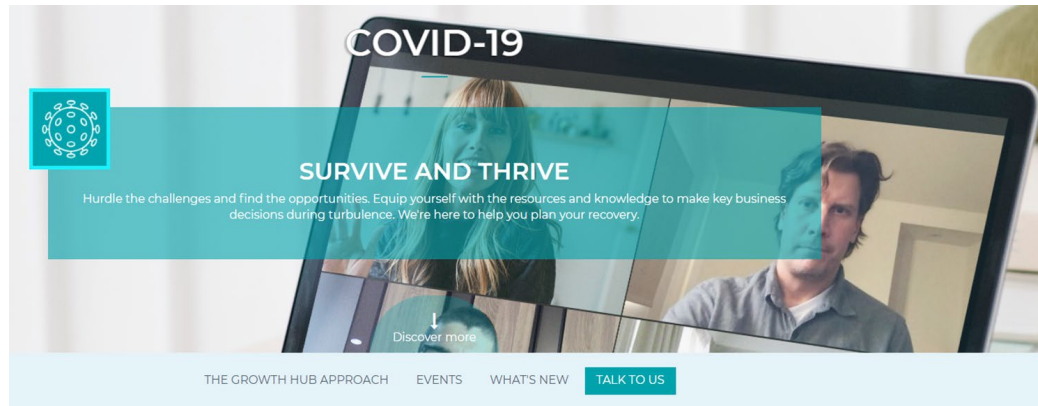 COVID-19
SURVIVE AND THRIVE
Hurdle the challenges and find the opportunities. Equip yourself with the resources and knowledge to make key business
decisions during turbulence. We're here to help you plan your recovery.
Discover more
THE GROWTH HUB APPROACH EVENTS WHAT'S NEW TALK TO US